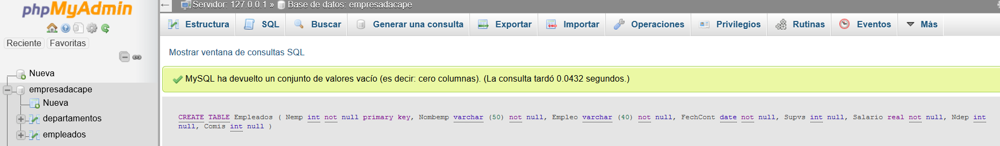 phpMyAdmin
Reciente Favoritas
Nueva
empresadacape
Nueva
departamentos
empleados
Servidor: 127.0.0.1 » Base de datos: empresadacape
Estructura SQL Buscar Generar una consulta Exportar Importar Operaciones Privilegios Rutinas Eventos Más
Mostrar ventana de consultas SQL
MySQL ha devuelto un conjunto de valores vacío (es decir: cero columnas). (La consulta tardó 0.0432 segundos.)
CREATE TABLE Empleados ( Nemp int not null primary key, Nombemp varchar (50) not null, Empleo varchar (40) not null, FechCont date not null, Supvs int null, Salario real not null, Ndep int
null, Comis int null )